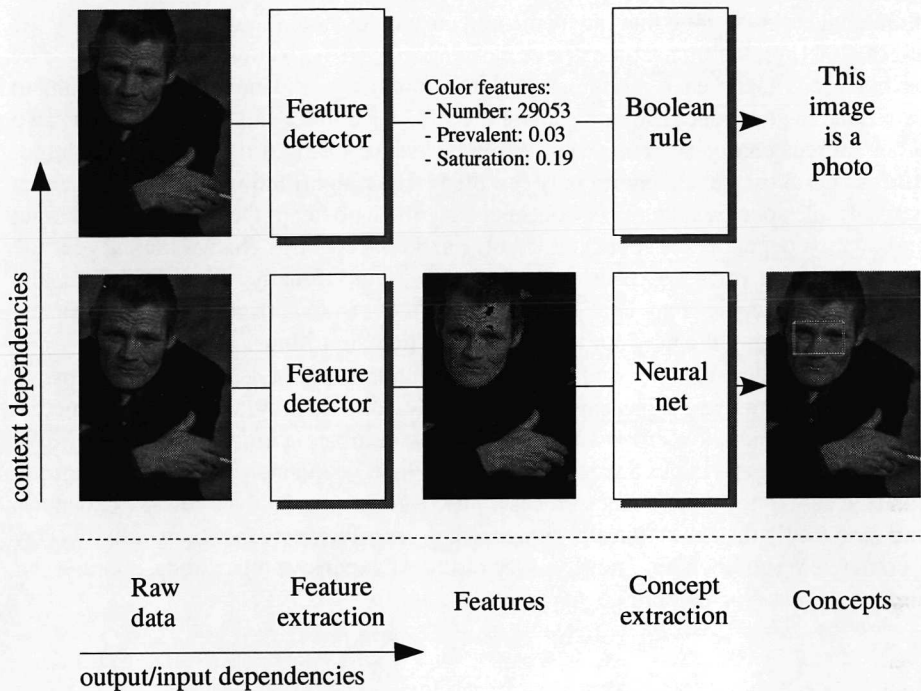 Feature
detector
Color features:
- Number: 29053
- Prevalent: 0.03
- Saturation: 0.19
Boolean
rule
This
image
is a
photo
context dependencies
Feature
detector
Neural
net
Raw
data
Feature
extraction
Features
Concept
extraction
Concepts
output/input dependencies